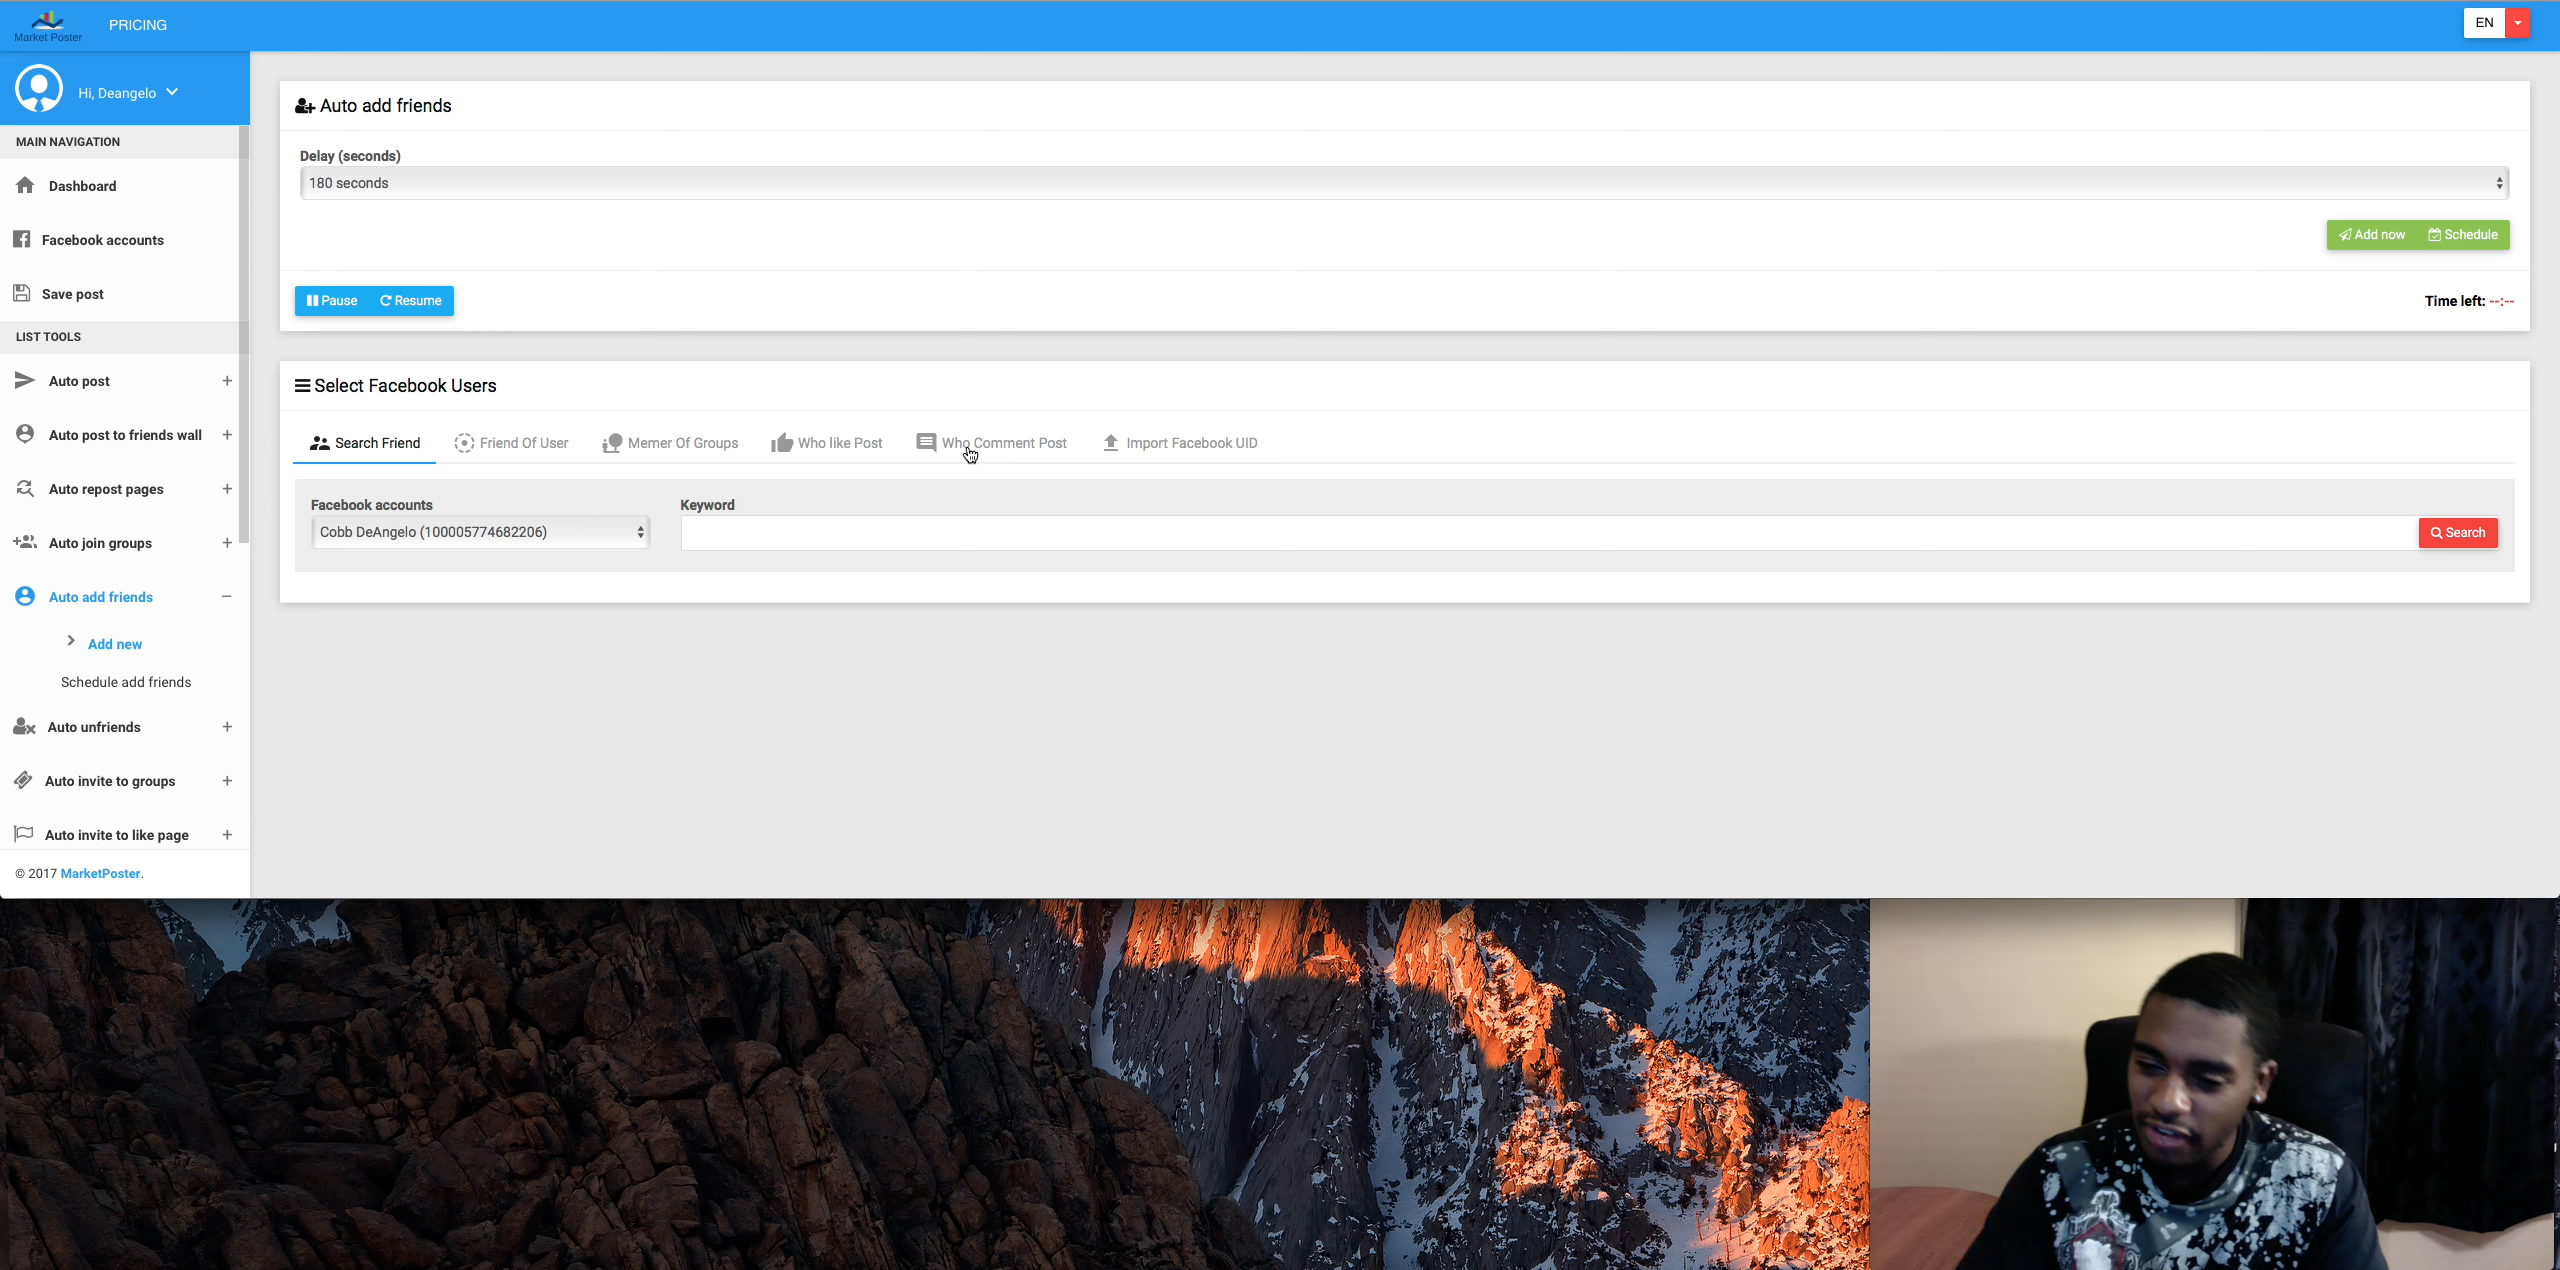 Market Poster
PRICING
EN
Hi, Deangelo
MAIN NAVIGATION
Dashboard
Facebook accounts
Save post
LIST TOOLS
Auto post
Auto post to friends wall
Auto repost pages
Auto join groups
Auto add friends
Add new
Schedule add friends
Auto unfriends
Auto invite to groups
Auto invite to like page
© 2017 MarketPoster.
Auto add friends
Delay (seconds)
180 seconds
Add now Schedule
Pause Resume
Time left: --:--
Select Facebook Users
Search Friend Friend Of User Memer Of Groups Who like Post Who Comment Post Import Facebook UID
Facebook accounts Keyword
Cobb DeAngelo (100005774682206)
Search